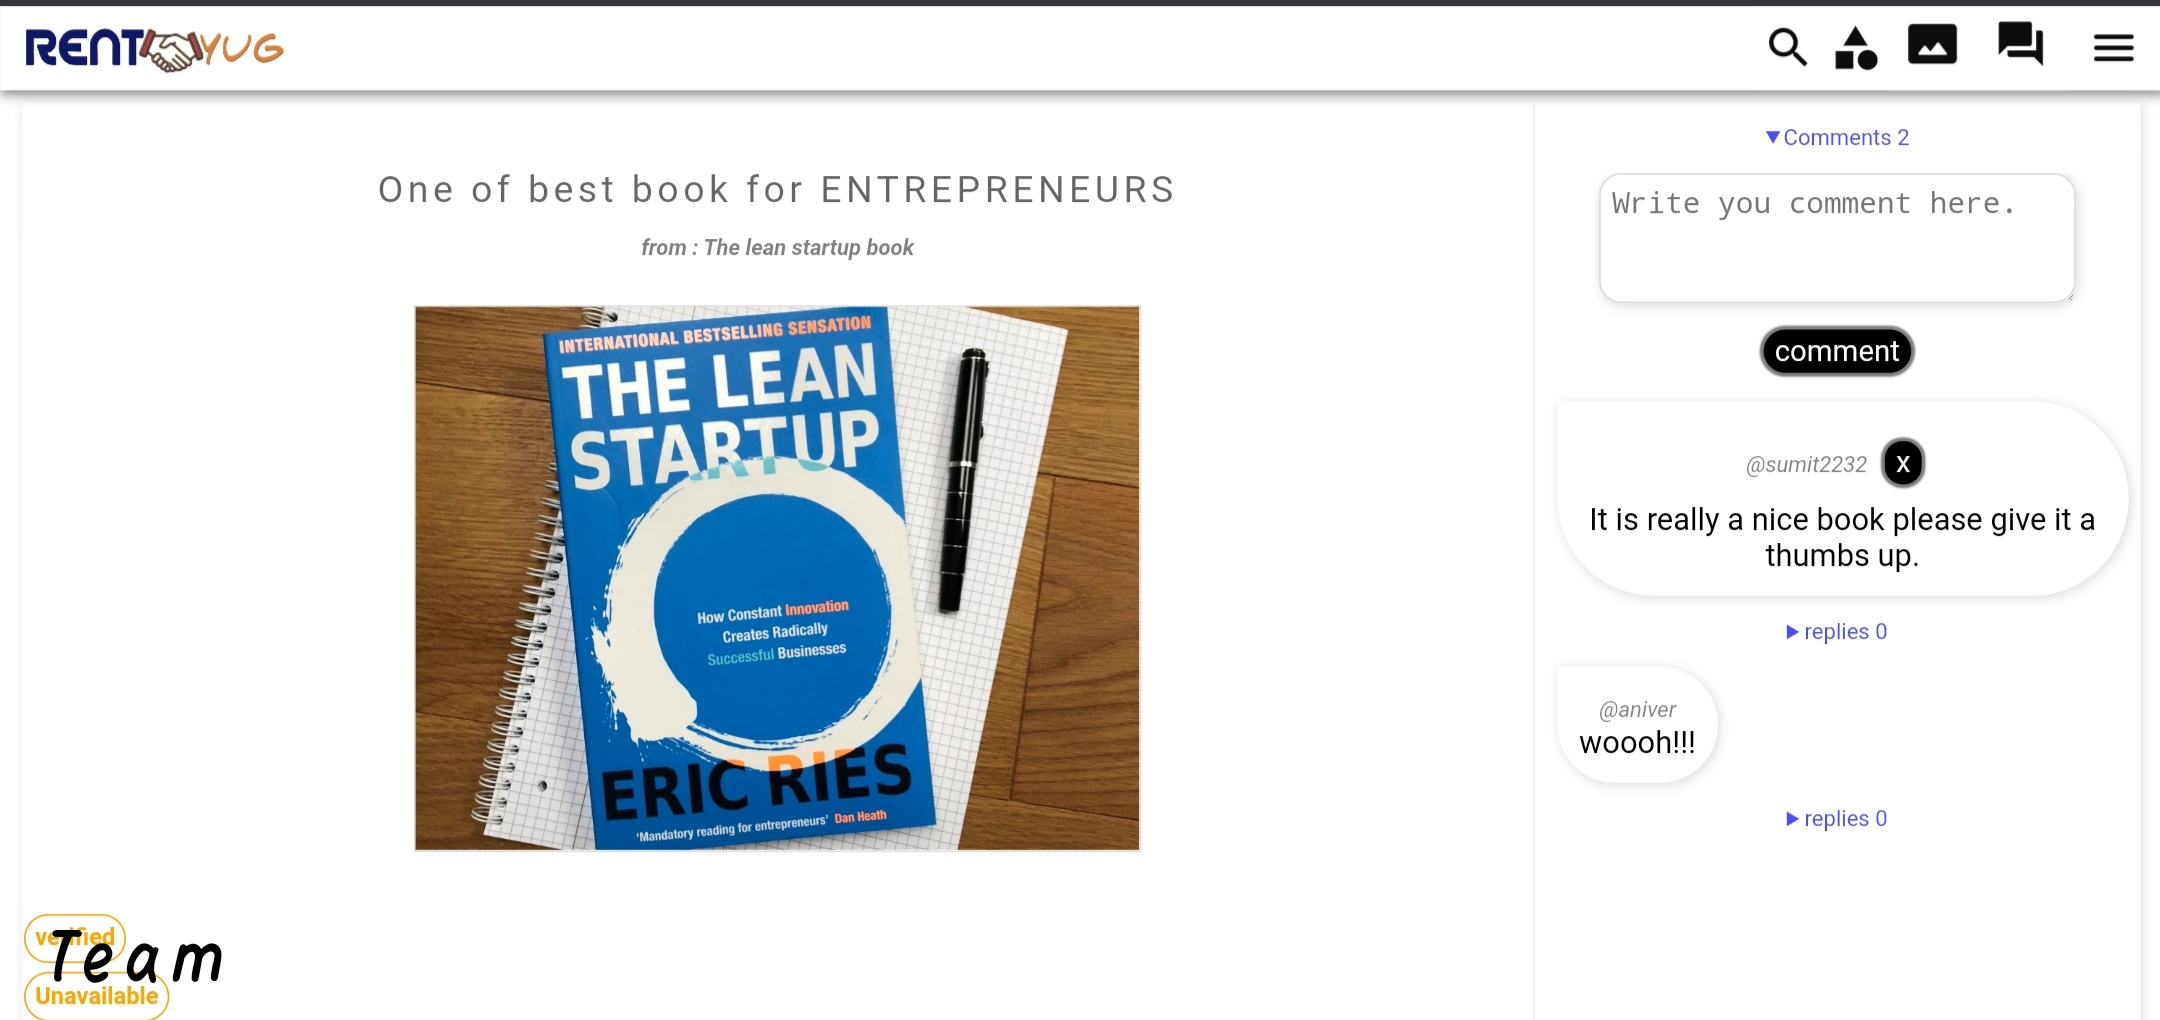 RENT YUG
One of best book for ENTREPRENEURS
from : The lean startup book
INTERNATIONAL BESTSELLING SENSATION
THE LEAN
STARTUP
How Constant Innovation
Creates Radically
Successful Businesses
ERIC RIES
'Mandatory reading for entrepreneurs' Dan Heath
verified
Team
Unavailable
▼Comments 2
Write you comment here.
comment
@sumit2232 X
It is really a nice book please give it a
thumbs up.
▶ replies 0
@aniver
woooh!!!
▶ replies 0